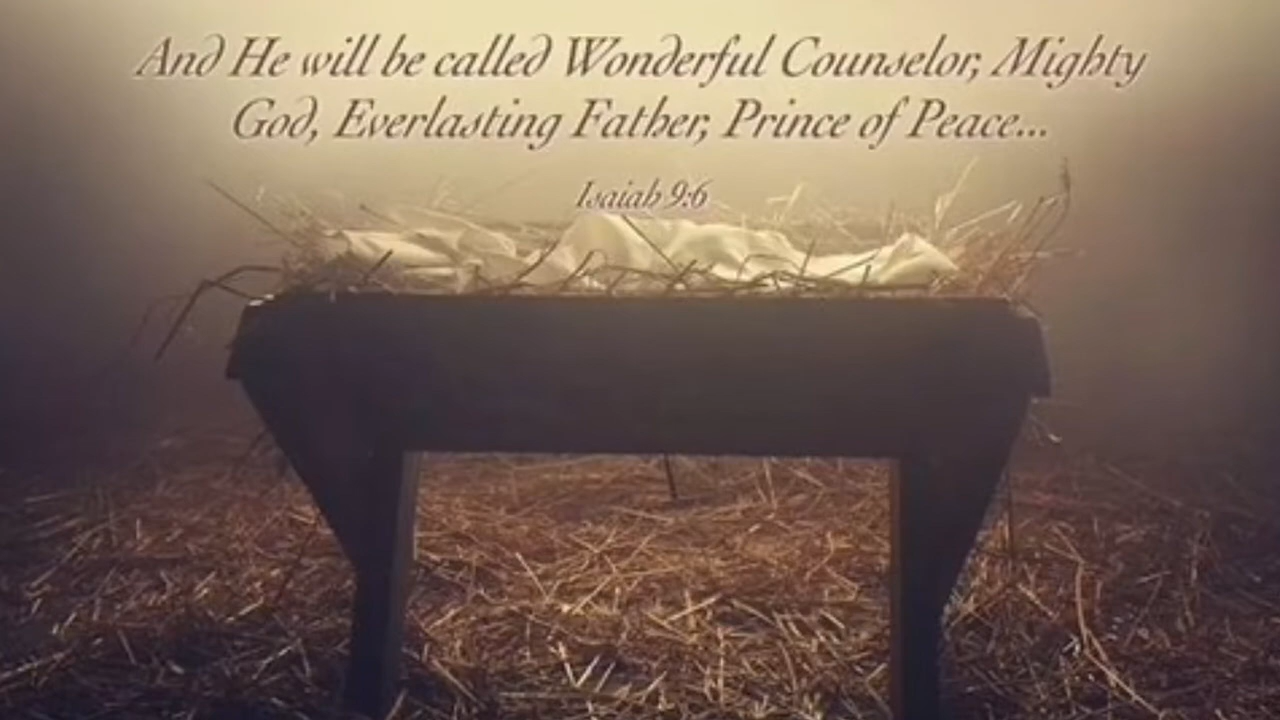 And He will be called Wonderful Counselor, Mighty
God, Everlasting Father, Prince of Peace...
Isaiah 9:6